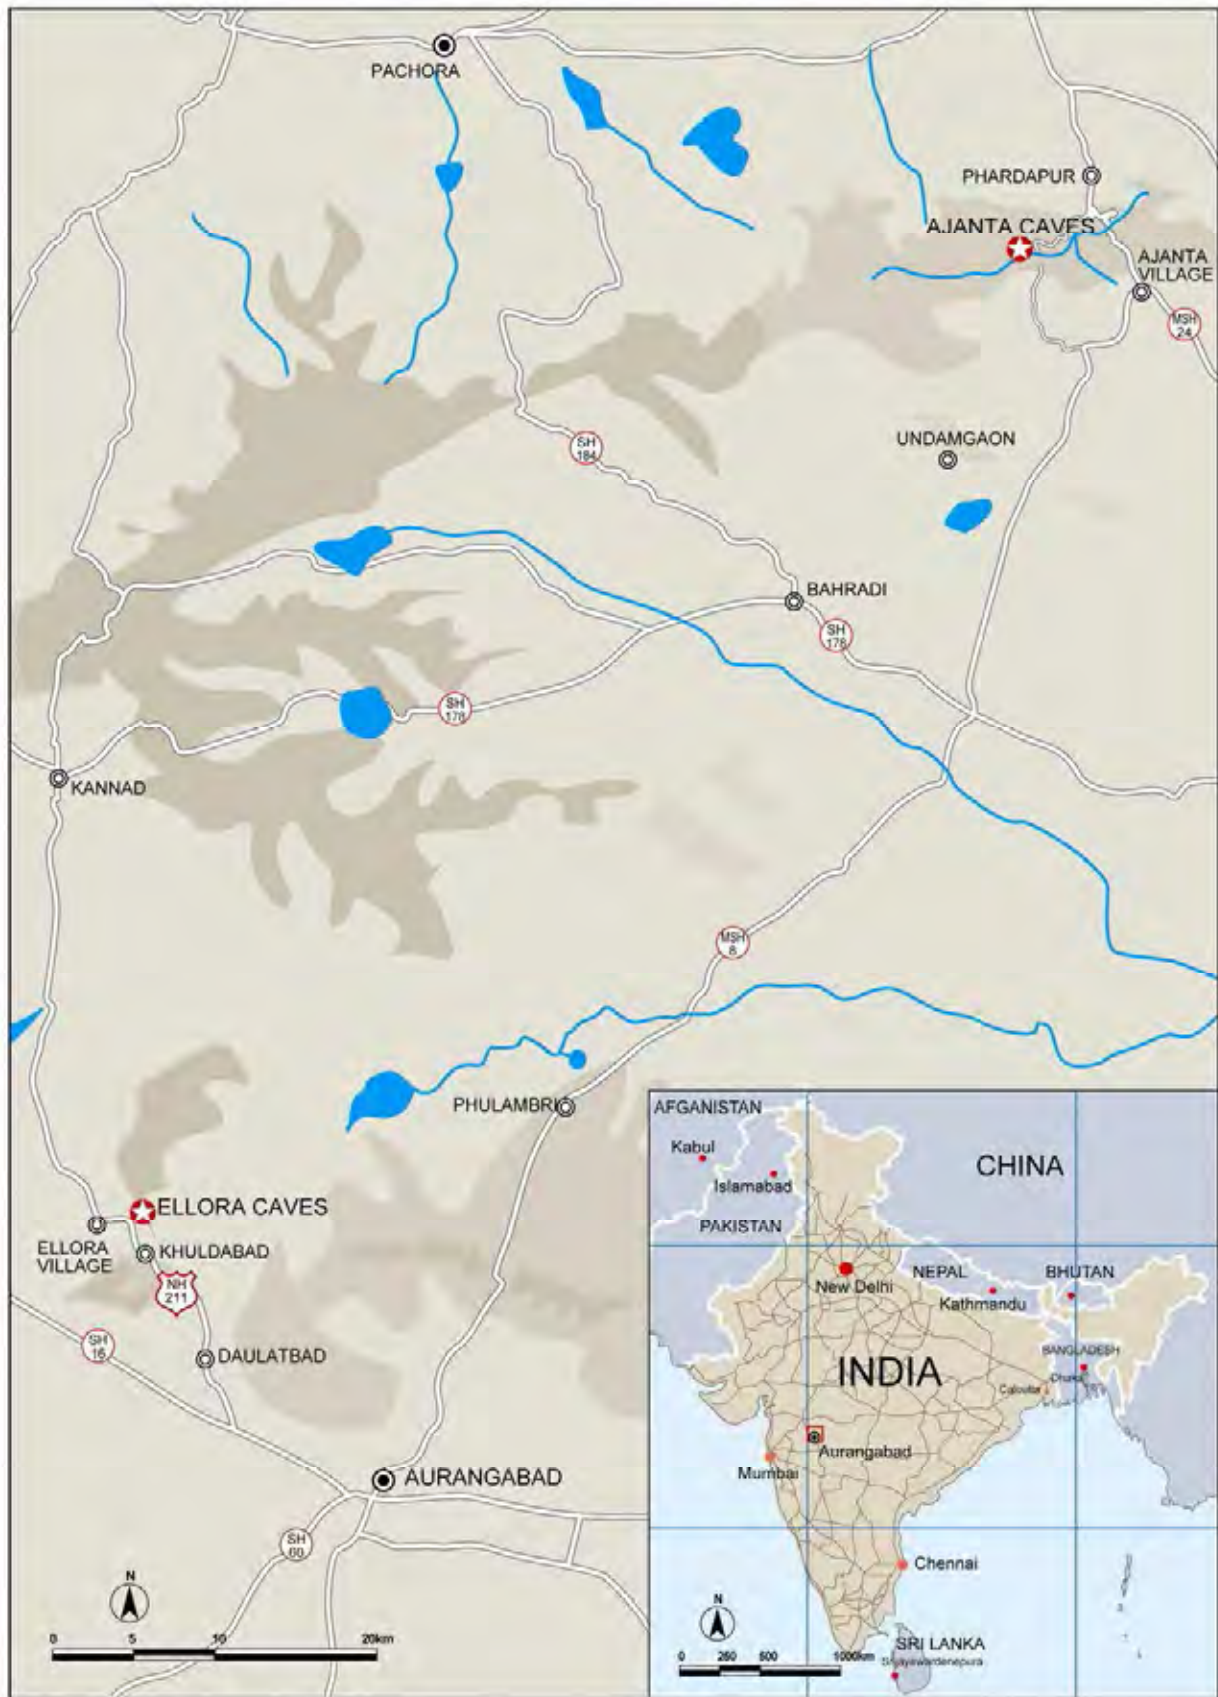 PACHORA
PHARDAPUR
AJANTA CAVES
AJANTA
VILLAGE
MSH
24
UNDAMGAON
SH
184
BAHRADI
SH
178
SH
178
KANNAD
MSH
8
PHULAMBRI
ELLORA CAVES
ELLORA
VILLAGE
KHULDABAD
NH
211
SH
16
DAULATBAD
AURANGABAD
SH
60
N
0 5 10 20km
AFGANISTAN
Kabul
CHINA
Islamabad
PAKISTAN
NEPAL
BHUTAN
New Delhi
Kathmandu
BANGLADESH
INDIA
Dhaka
Calcutta
Aurangabad
Mumbai
Chennai
N
SRI LANKA
0 250 500 1000km